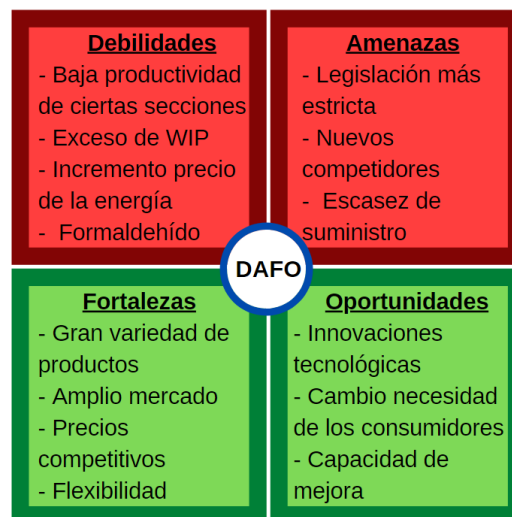 Debilidades
- Baja productividad
de ciertas secciones
- Exceso de WIP
- Incremento precio
de la energía
- Formaldehído
Amenazas
- Legislación más
estricta
- Nuevos
competidores
- Escasez de
suministro
DAFO
Fortalezas
- Gran variedad de
productos
- Amplio mercado
- Precios
competitivos
- Flexibilidad
Oportunidades
- Innovaciones
tecnológicas
- Cambio necesidad
de los consumidores
- Capacidad de
mejora